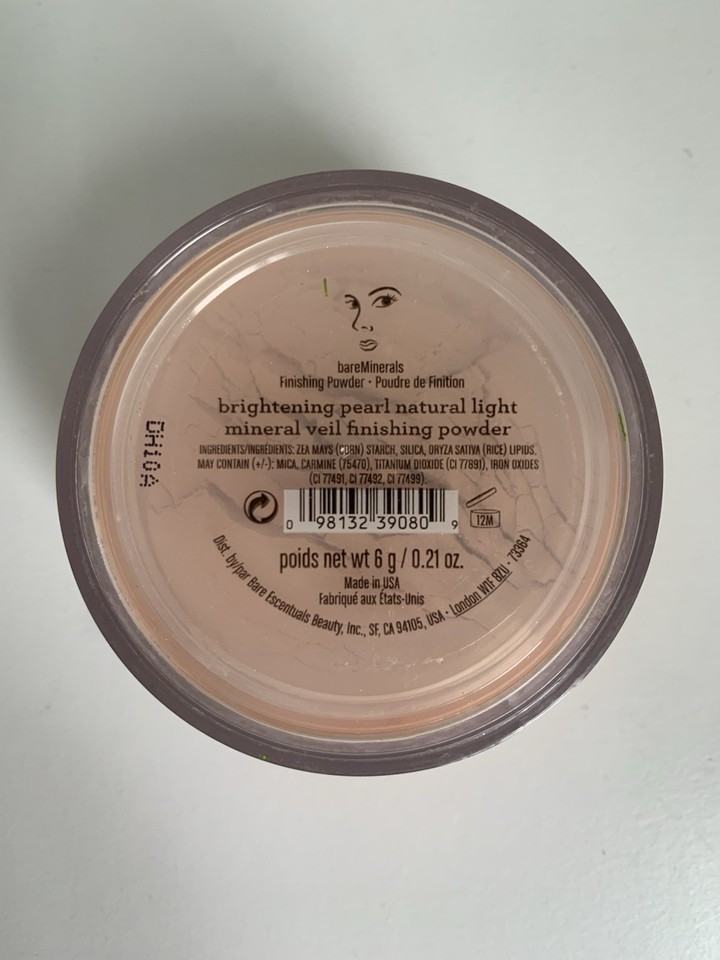 bareMinerals
Finishing Powder • Poudre de Finition
brightening pearl natural light
mineral veil finishing powder
INGREDIENTS/INGRÉDIENTS: ZEA MAYS (CORN) STARCH, SILICA, ORYZA SATIVA (RICE) LIPIDS.
MAY CONTAIN (+/-): MICA, CARMINE (75470), TITANIUM DIOXIDE (CI 77891), IRON OXIDES
(CI 77491, CI 77492, CI 77499).
0 98132 39080 9
12M
poids net wt 6 g / 0.21 oz.
Made in USA
Fabriqué aux États-Unis
Dist. by/par Bare Escentuals Beauty, Inc., SF, CA 94105, USA • London W1F 8ZU • 73364